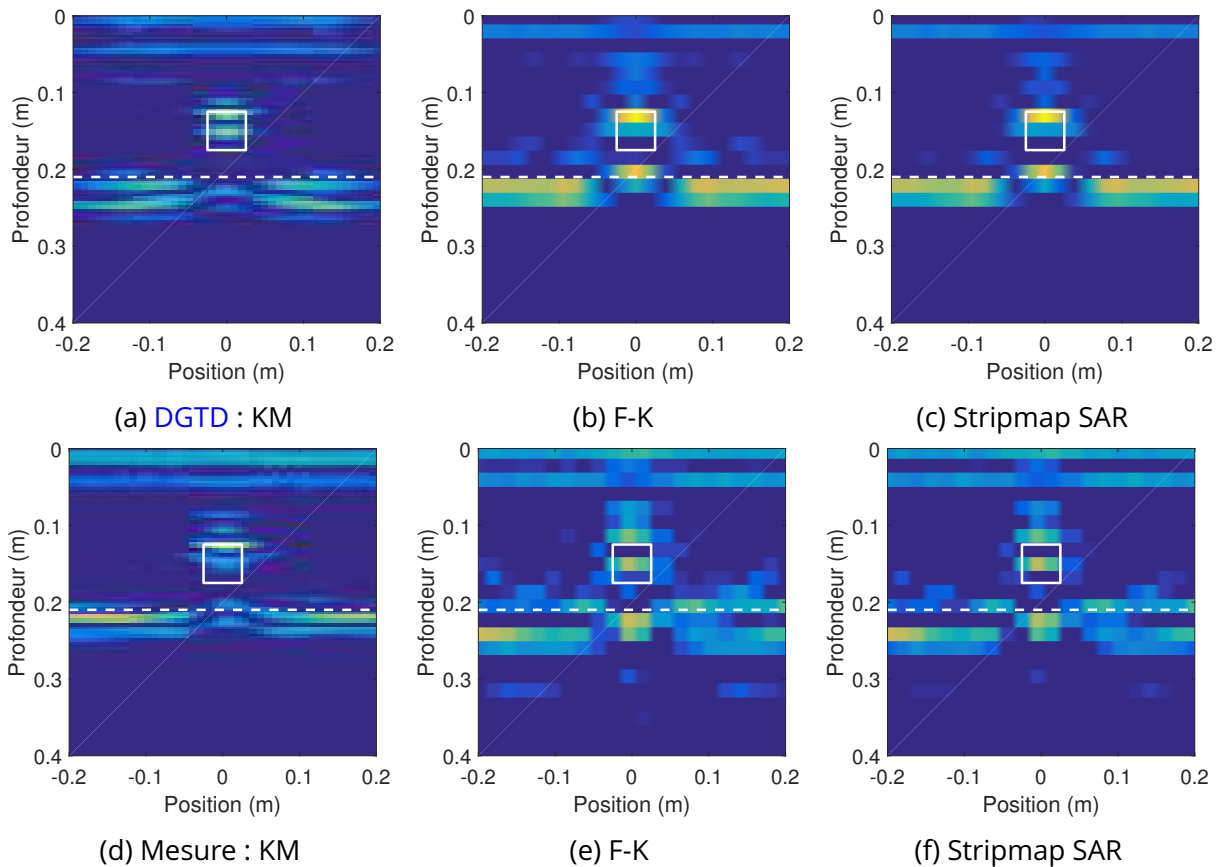 0
0.1
0.2
0.3
0.4
Profondeur (m)
-0.2 -0.1 0 0.1 0.2
Position (m)
(a) DGTD : KM
0
0.1
0.2
0.3
0.4
Profondeur (m)
-0.2 -0.1 0 0.1 0.2
Position (m)
(b) F-K
0
0.1
0.2
0.3
0.4
Profondeur (m)
-0.2 -0.1 0 0.1 0.2
Position (m)
(c) Stripmap SAR
0
0.1
0.2
0.3
0.4
Profondeur (m)
-0.2 -0.1 0 0.1 0.2
Position (m)
(d) Mesure : KM
0
0.1
0.2
0.3
0.4
Profondeur (m)
-0.2 -0.1 0 0.1 0.2
Position (m)
(e) F-K
0
0.1
0.2
0.3
0.4
Profondeur (m)
-0.2 -0.1 0 0.1 0.2
Position (m)
(f) Stripmap SAR